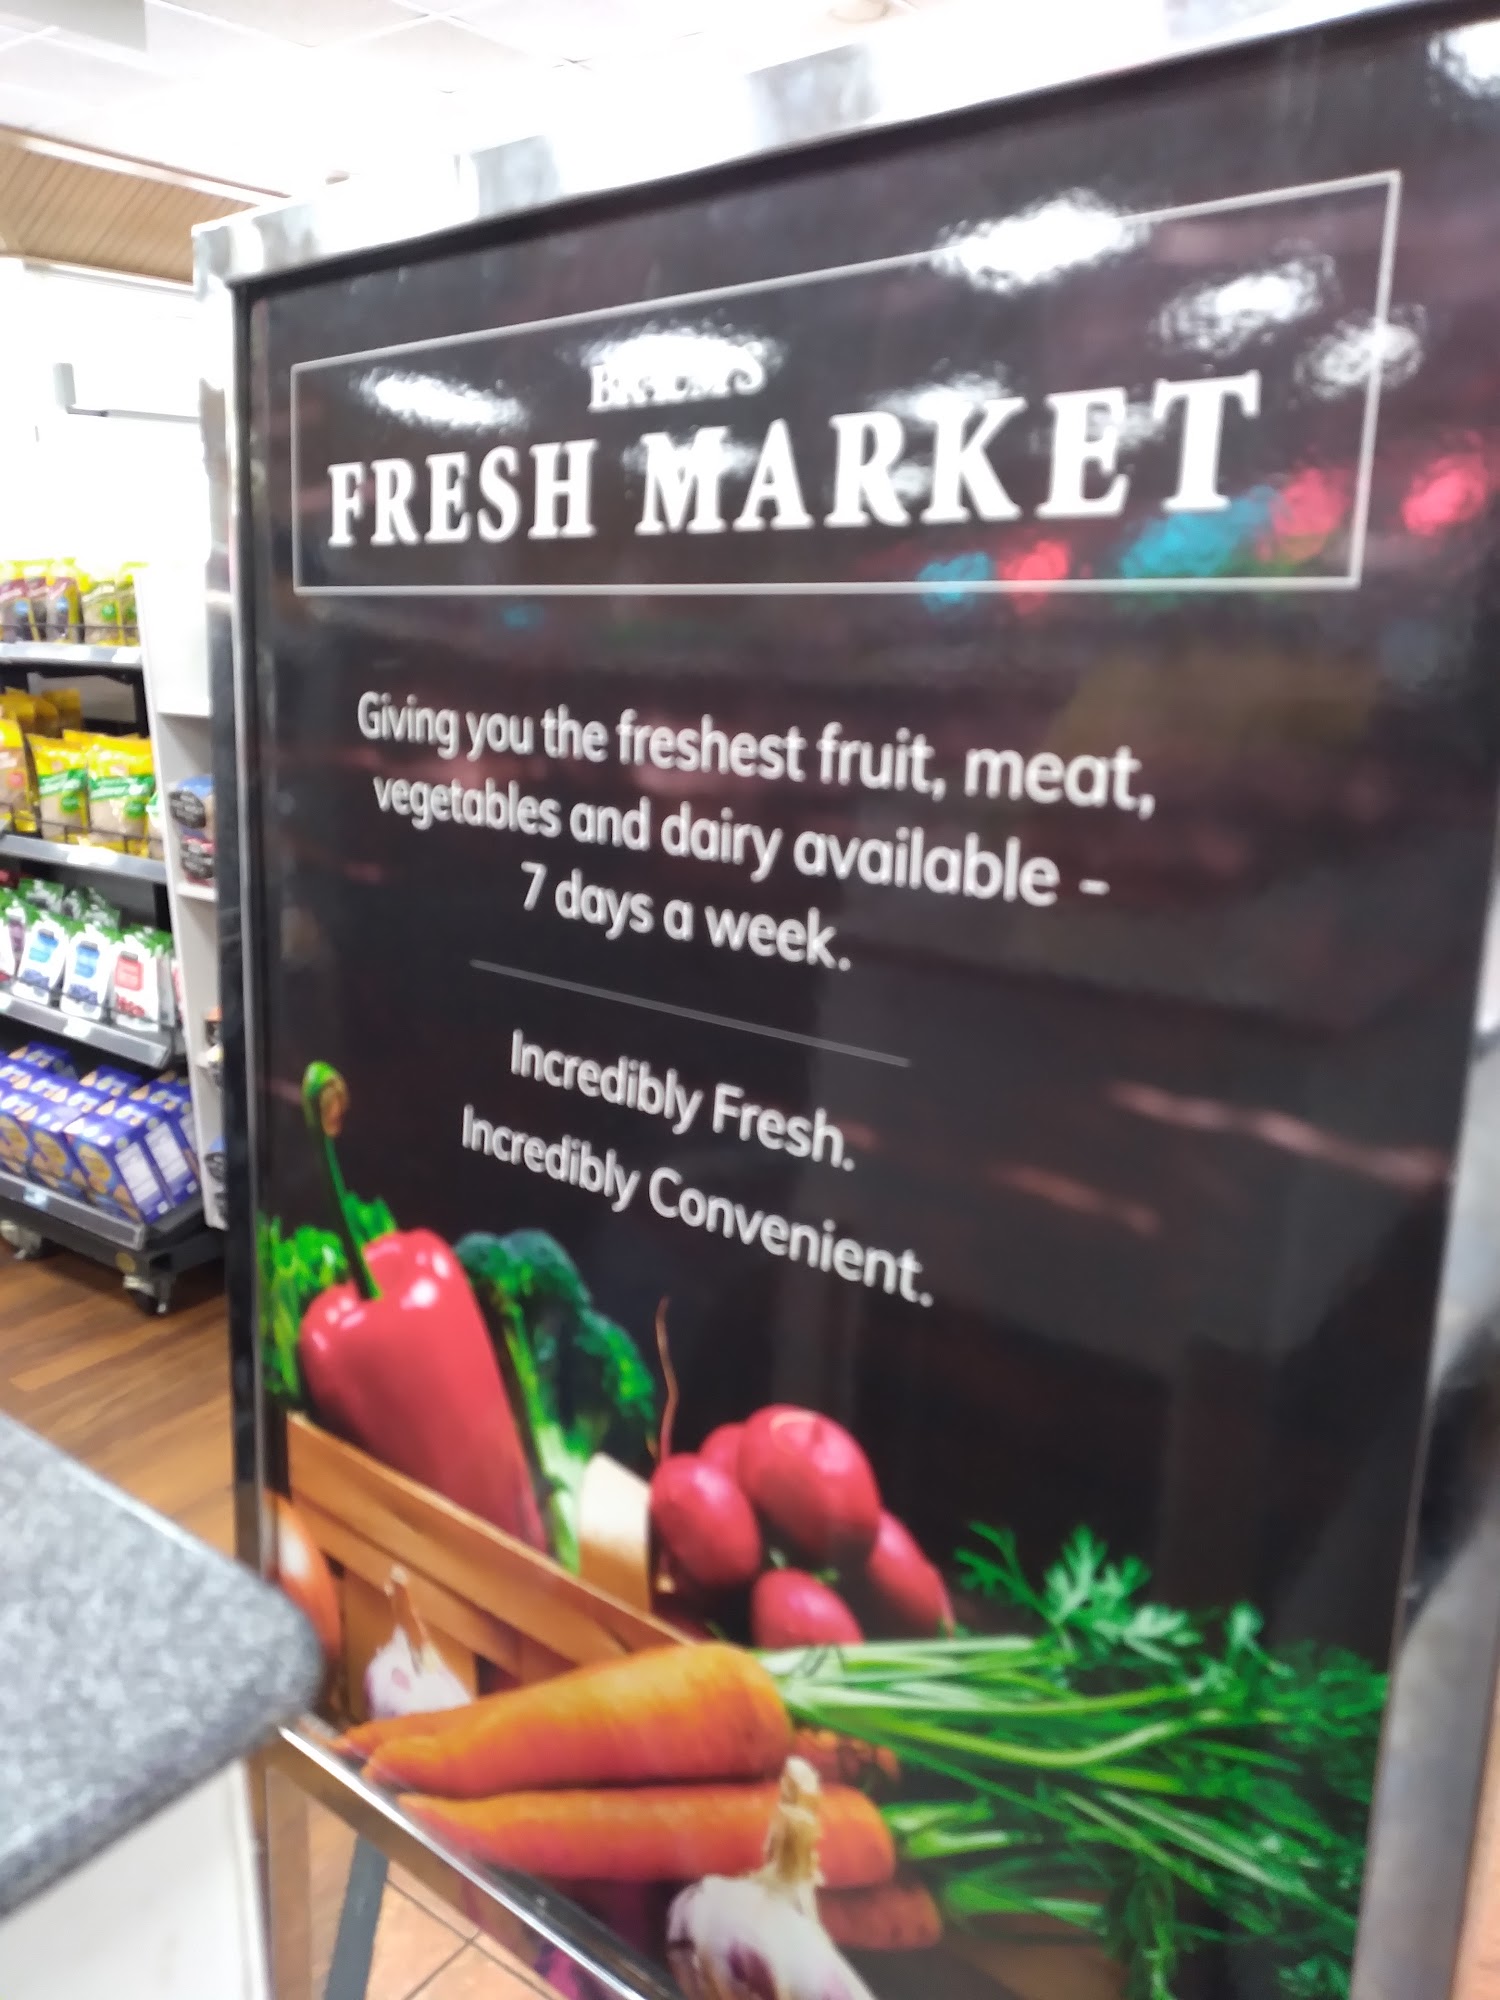 BRAUM'S
FRESH MARKET
Giving you the freshest fruit, meat,
vegetables and dairy available -
7 days a week.
Incredibly Fresh.
Incredibly Convenient.